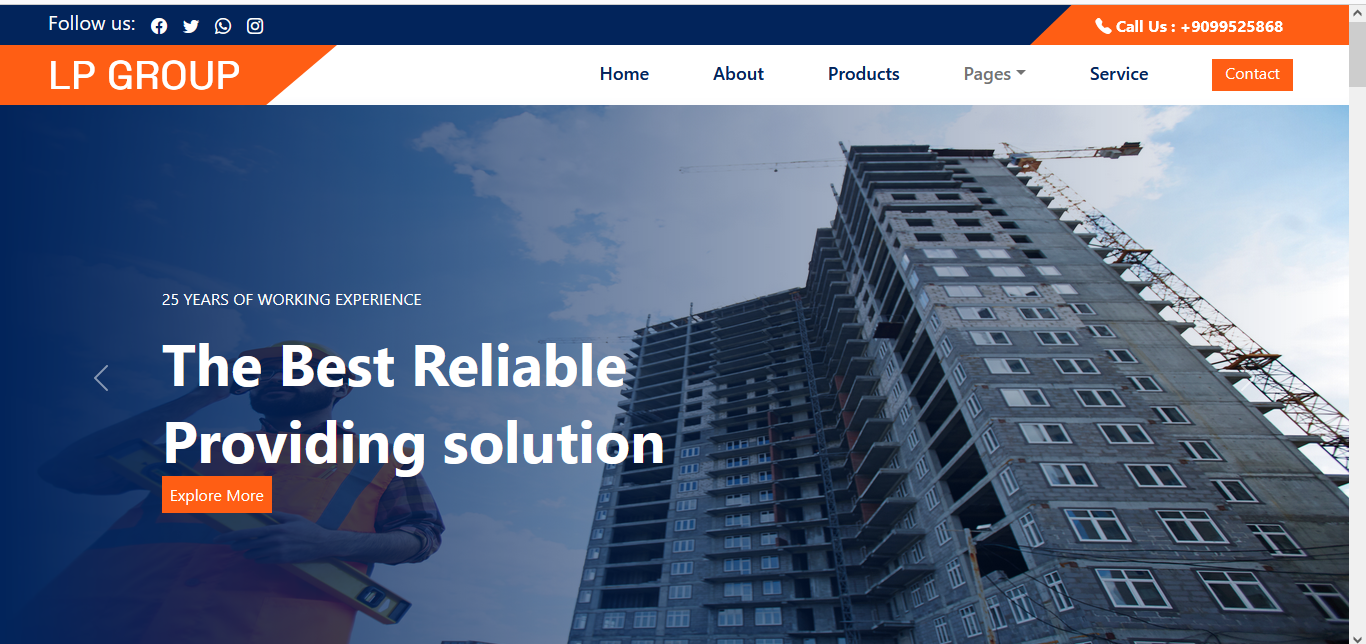 Follow us:
Call Us : +9099525868
LP GROUP
Home
About
Products
Pages
Service
Contact
25 YEARS OF WORKING EXPERIENCE
The Best Reliable
Providing solution
Explore More